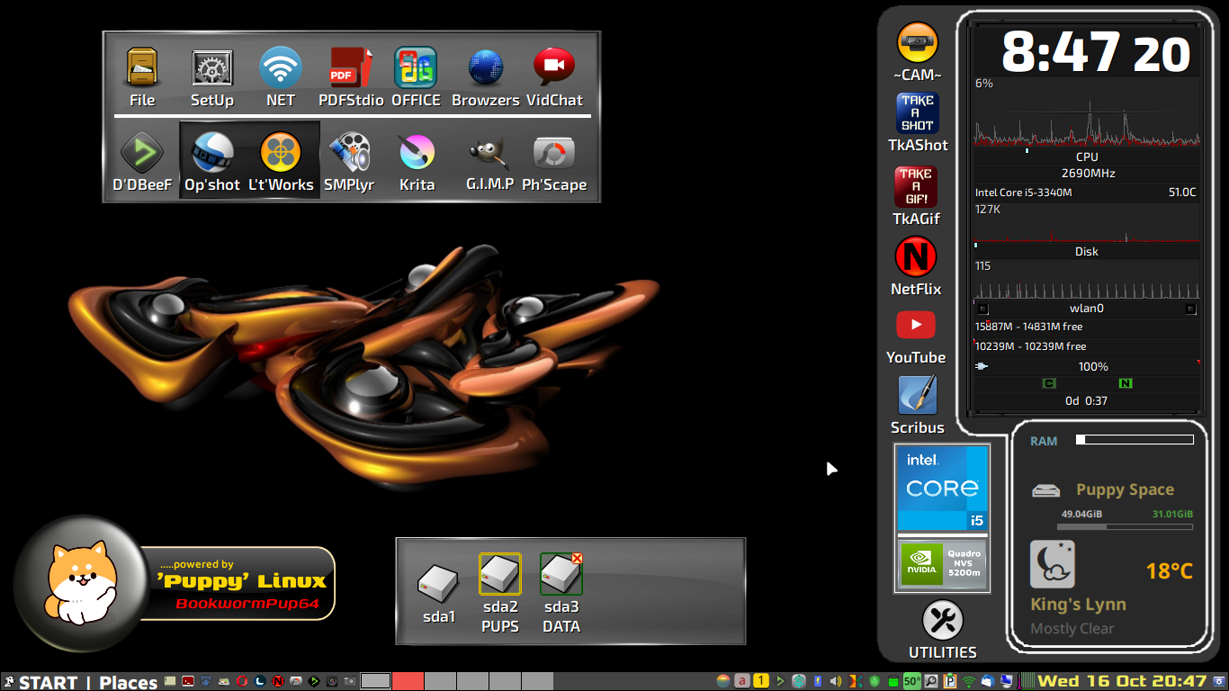 File SetUp NET PDFStdio OFFICE Browzers VidChat
PDF
D'DBeeF Op'shot L't'Works SMPlyr Krita G.I.M.P Ph'Scape
~CAM~
TAKE
A
SHOT
TkAShot
TAKE
A
GIF!
TkAGif
N
NetFlix
YouTube
Scribus
intel.
CORE
i5
NVIDIA
Quadro
NVS
5200m
UTILITIES
8:47 20
6%
CPU
2690MHz
Intel Core i5-3340M 51.0C
127K
Disk
115
wlan0
15887M - 14831M free
10239M - 10239M free
100%
C N
0d 0:37
RAM
Puppy Space
49.04GiB 31.01GiB
18°C
King's Lynn
Mostly Clear
.....powered by
'Puppy' Linux
BookwormPup64
sda1
sda2
PUPS
sda3
DATA
START | Places
a 1 50° Wed 16 Oct 20:47